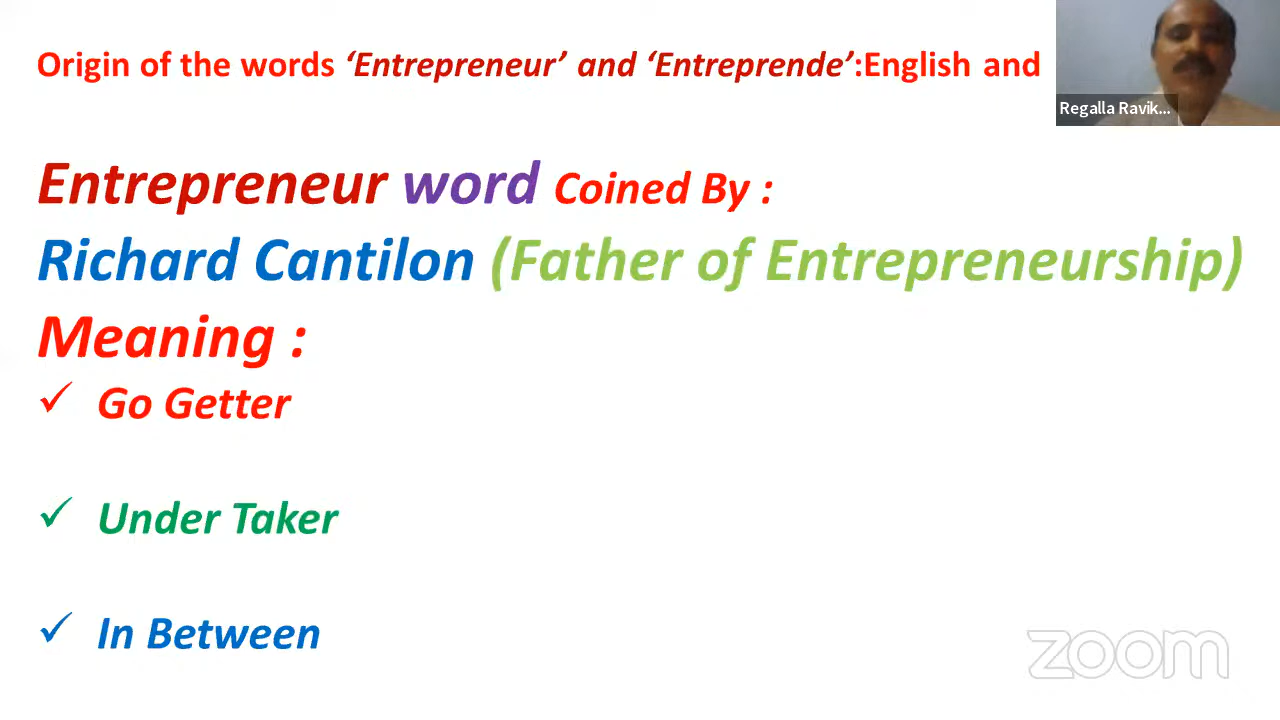 Origin of the words ‘Entrepreneur’ and ‘Entreprende’:English and
Regalla Ravik...
Entrepreneur word Coined By :
Richard Cantilon (Father of Entrepreneurship)
Meaning :
✓ Go Getter
✓ Under Taker
✓ In Between
zoom